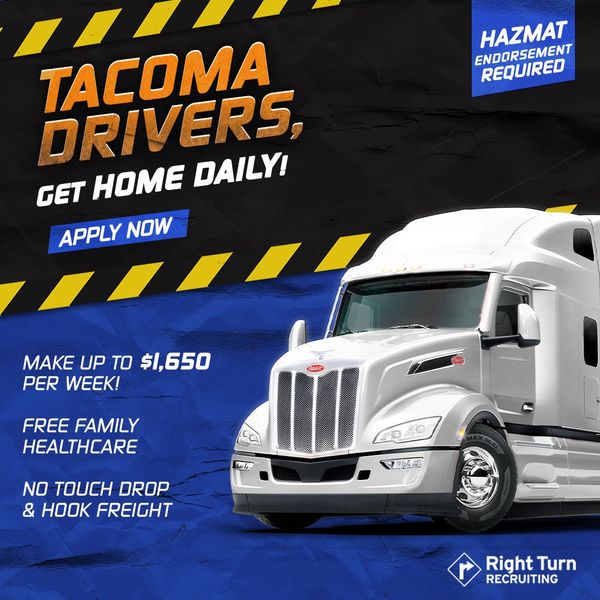 HAZMAT
ENDORSEMENT
REQUIRED
TACOMA
DRIVERS,
GET HOME DAILY!
APPLY NOW
MAKE UP TO $1,650
PER WEEK!
FREE FAMILY
HEALTHCARE
NO TOUCH DROP
& HOOK FREIGHT
Right Turn
RECRUITING